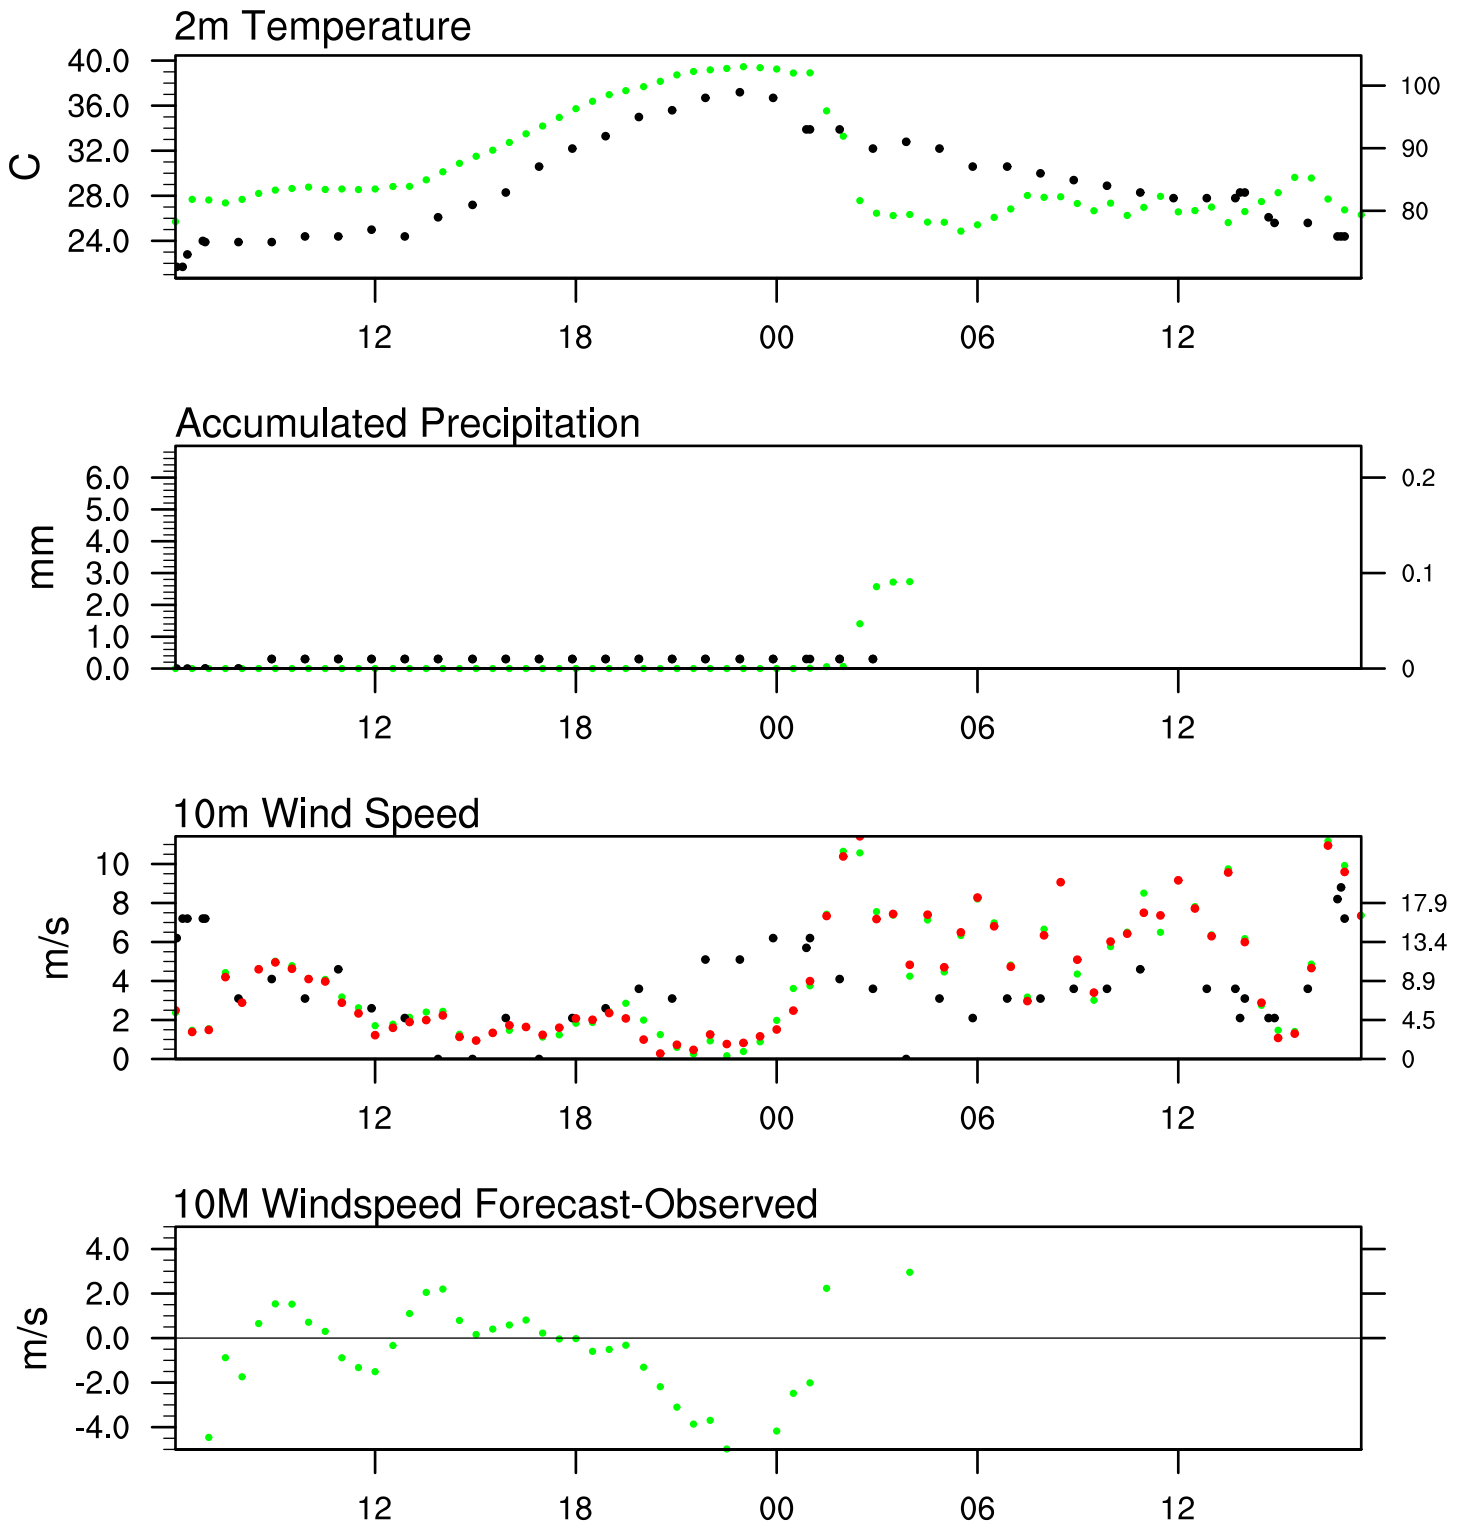 2m Temperature
40.0
36.0
32.0
28.0
24.0
C
100
90
80
12 18 00 06 12
Accumulated Precipitation
6.0
5.0
4.0
3.0
2.0
1.0
0.0
mm
0.2
0.1
0
12 18 00 06 12
10m Wind Speed
10
8
6
4
2
0
m/s
17.9
13.4
8.9
4.5
0
12 18 00 06 12
10M Windspeed Forecast-Observed
4.0
2.0
0.0
-2.0
-4.0
m/s
12 18 00 06 12